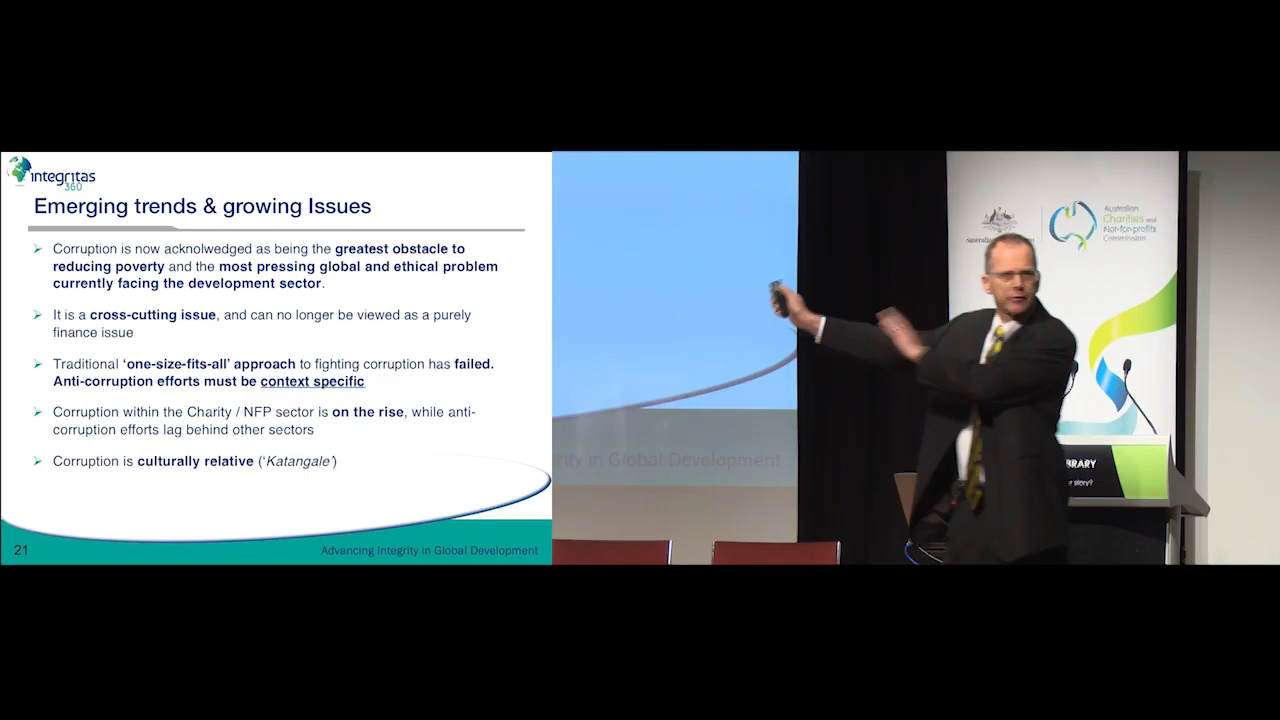 integritas
360
Emerging trends & growing Issues
Corruption is now acknolwedged as being the greatest obstacle to
reducing poverty and the most pressing global and ethical problem
currently facing the development sector.
It is a cross-cutting issue, and can no longer be viewed as a purely
finance issue
Traditional ‘one-size-fits-all’ approach to fighting corruption has failed.
Anti-corruption efforts must be context specific
Corruption within the Charity / NFP sector is on the rise, while anti-
corruption efforts lag behind other sectors
Corruption is culturally relative (‘Katangale’)
21
Advancing Integrity in Global Development
rity in Global Development
Australian
Charities and
Not-for-profits
Commission
BRARY
r story?